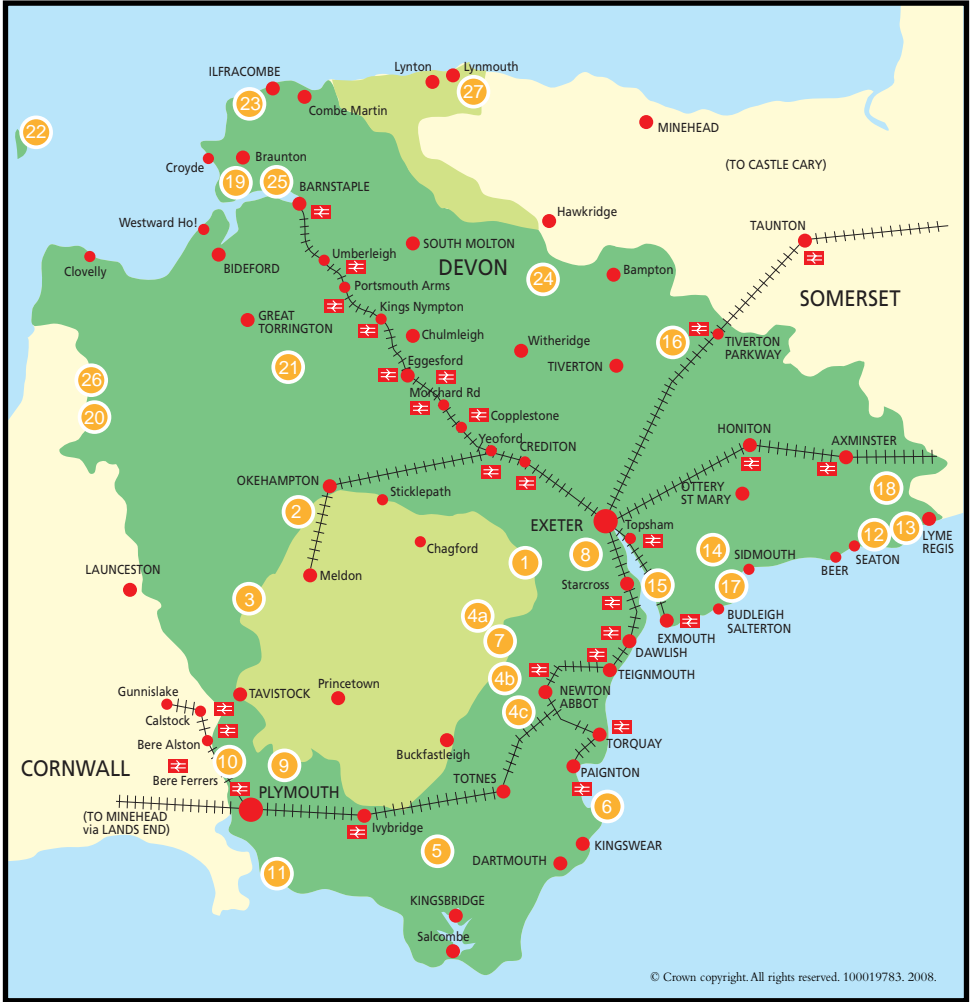 Lynton
Lynmouth
ILFRACOMBE
27
23
Combe Martin
22
MINEHEAD
Croyde
Braunton
(TO CASTLE CARY)
19
25
BARNSTAPLE
Westward Ho!
Hawkridge
TAUNTON
Clovelly
BIDEFORD
Umberleigh
SOUTH MOLTON
DEVON
24
Bampton
Portsmouth Arms
SOMERSET
GREAT
TORRINGTON
Kings Nympton
Chulmleigh
Witheridge
16
TIVERTON
PARKWAY
21
Eggesford
TIVERTON
26
Morchard Rd
20
Copplestone
Yeoford
CREDITON
HONITON
AXMINSTER
OKEHAMPTON
Sticklepath
OTTERY
ST MARY
18
2
EXETER
Topsham
LYME
REGIS
13
12
Chagford
1
8
14
SIDMOUTH
BEER
SEATON
LAUNCESTON
Meldon
Starcross
15
17
3
4a
BUDLEIGH
SALTERTON
7
EXMOUTH
DAWLISH
4b
TEIGNMOUTH
Gunnislake
TAVISTOCK
Princetown
NEWTON
ABBOT
Calstock
4c
Bere Alston
Buckfastleigh
TORQUAY
CORNWALL
10
9
Bere Ferrers
PAIGNTON
PLYMOUTH
TOTNES
6
(TO MINEHEAD
via LANDS END)
Ivybridge
5
KINGSWEAR
DARTMOUTH
11
KINGSBRIDGE
Salcombe
© Crown copyright. All rights reserved. 100019783. 2008.